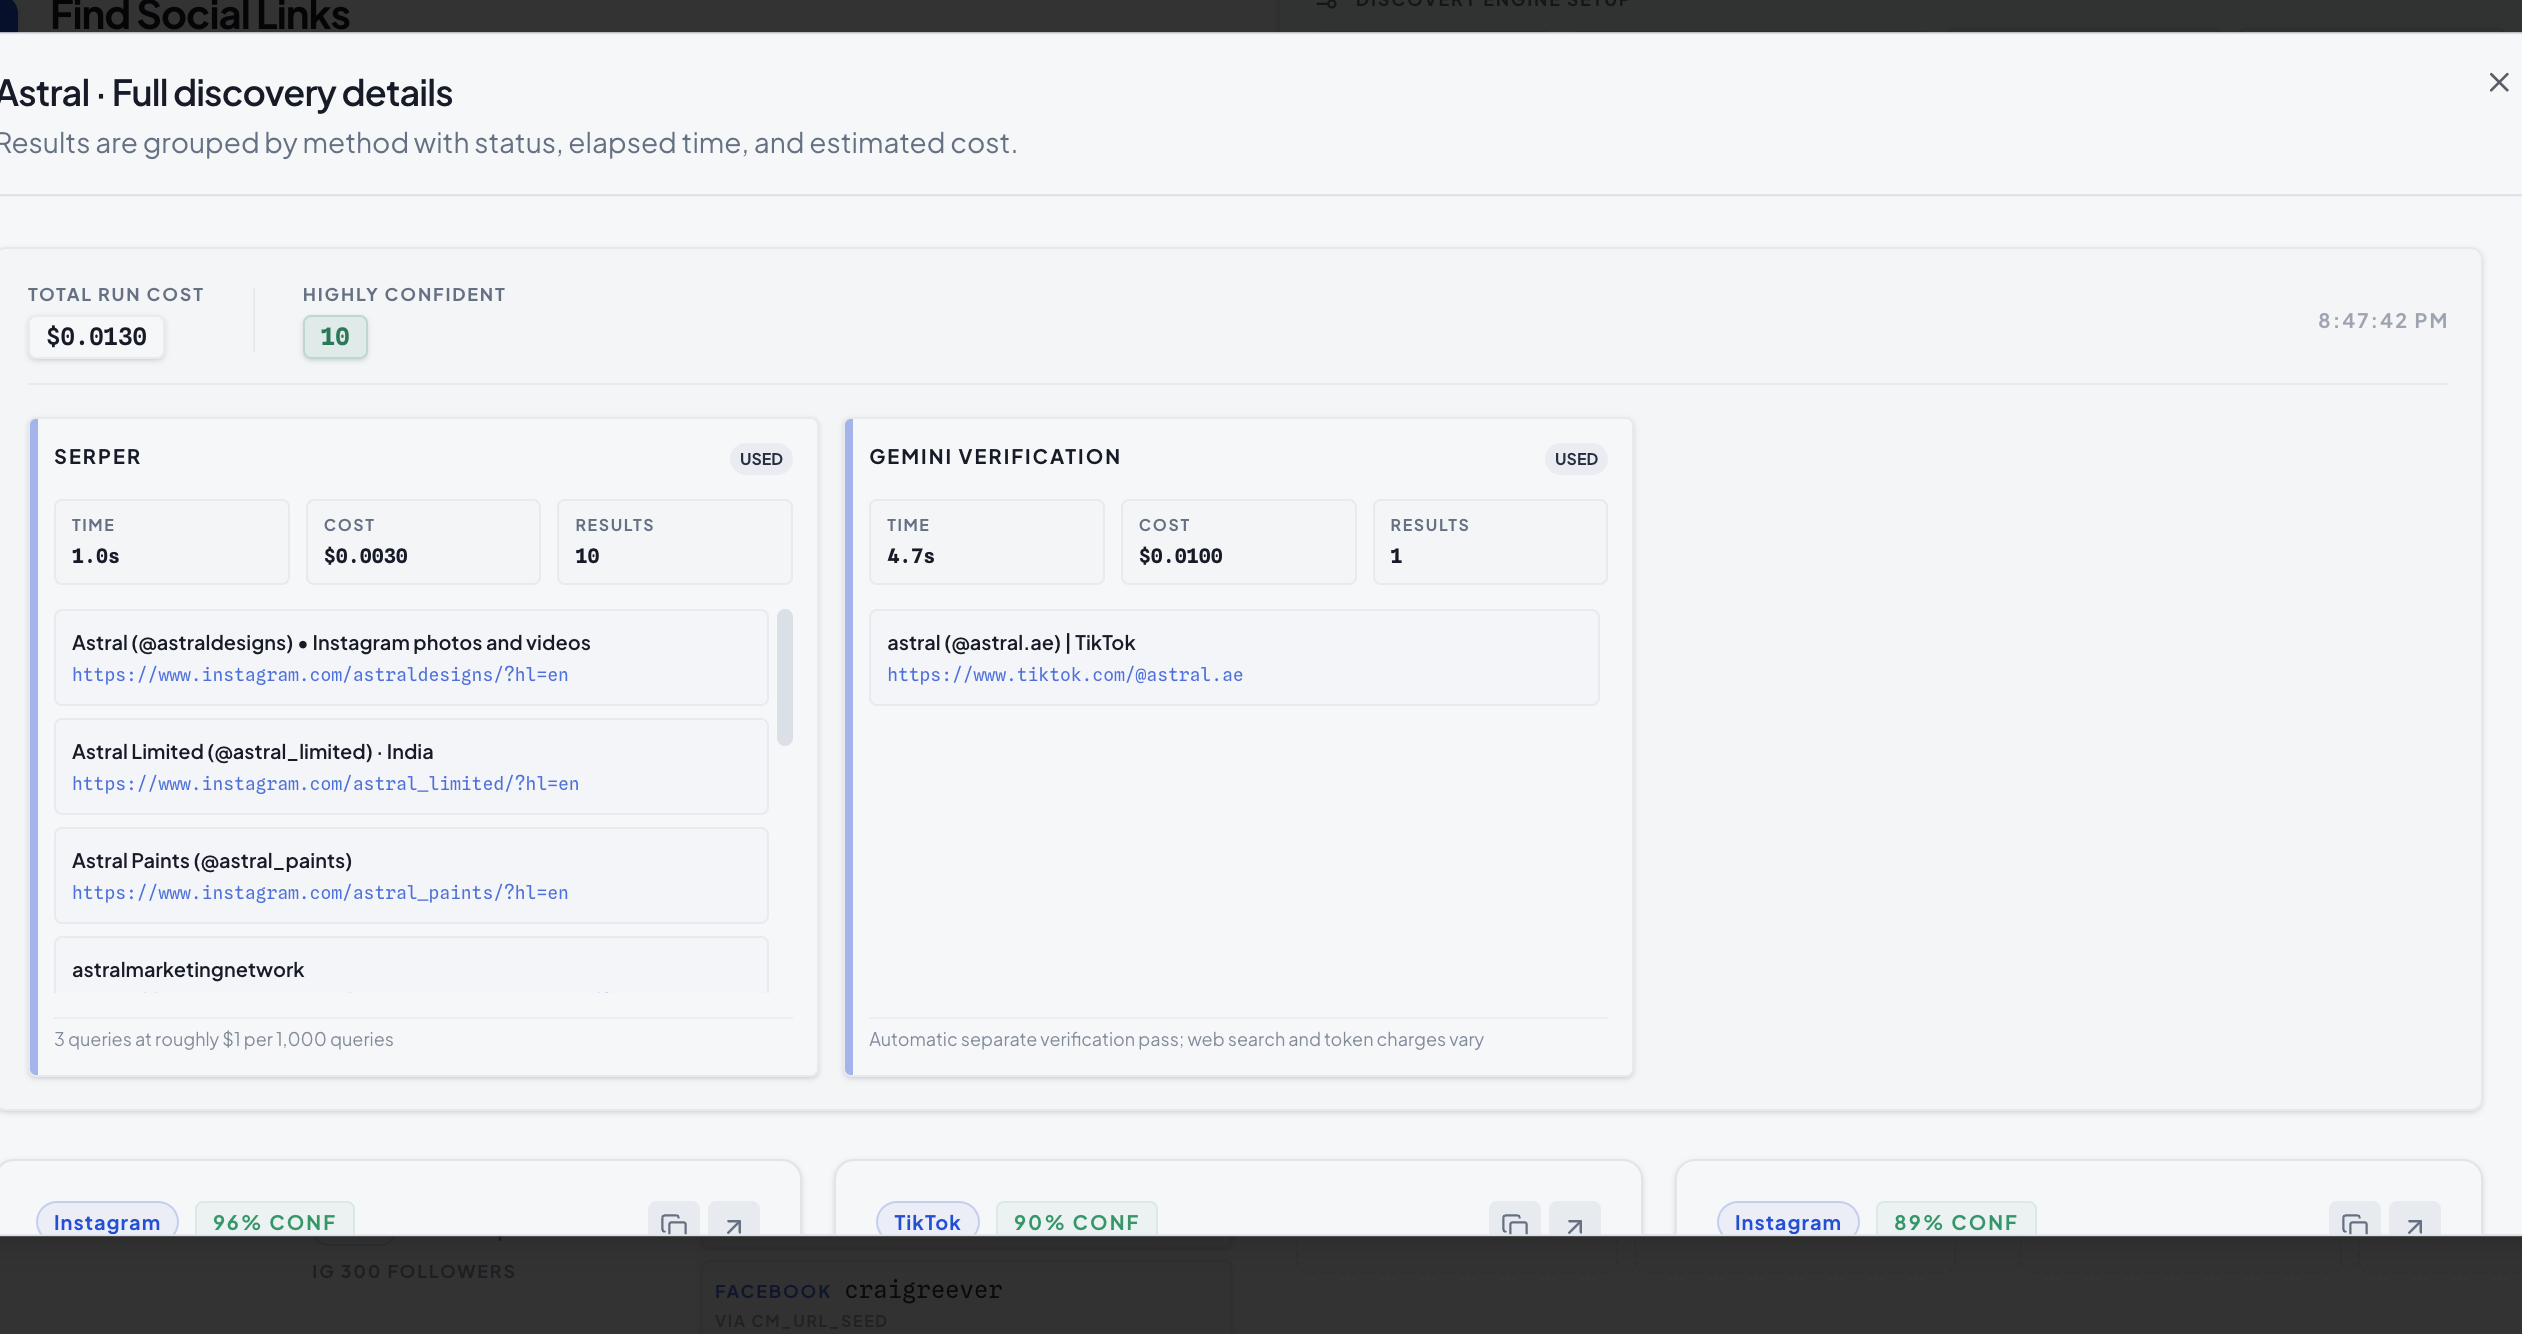 Find Social Links
DISCOVERY ENGINE SETUP
Astral · Full discovery details
Results are grouped by method with status, elapsed time, and estimated cost.
TOTAL RUN COST
$0.0130
HIGHLY CONFIDENT
10
8:47:42 PM
SERPER
USED
TIME
1.0s
COST
$0.0030
RESULTS
10
Astral (@astraldesigns) • Instagram photos and videos
https://www.instagram.com/astraldesigns/?hl=en
Astral Limited (@astral_limited) · India
https://www.instagram.com/astral_limited/?hl=en
Astral Paints (@astral_paints)
https://www.instagram.com/astral_paints/?hl=en
astralmarketingnetwork
3 queries at roughly $1 per 1,000 queries
GEMINI VERIFICATION
USED
TIME
4.7s
COST
$0.0100
RESULTS
1
astral (@astral.ae) | TikTok
https://www.tiktok.com/@astral.ae
Automatic separate verification pass; web search and token charges vary
Instagram
96% CONF
TikTok
90% CONF
Instagram
89% CONF
IG 300 FOLLOWERS
FACEBOOK craigreever
VIA CM_URL_SEED